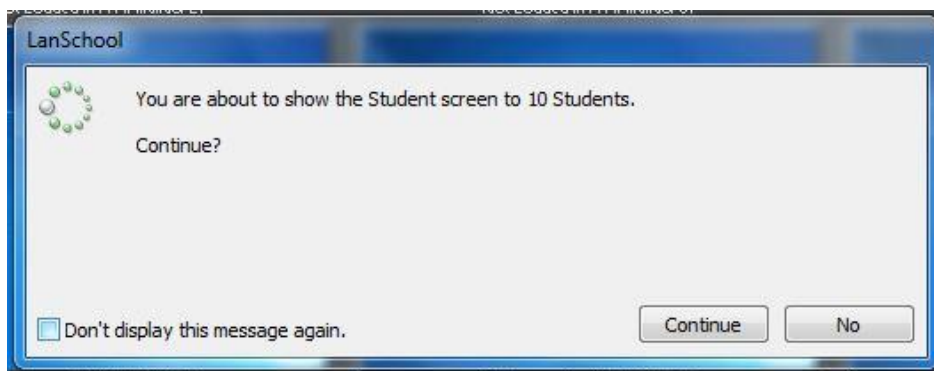 LanSchool
You are about to show the Student screen to 10 Students.
Continue?
Don't display this message again.
Continue
No